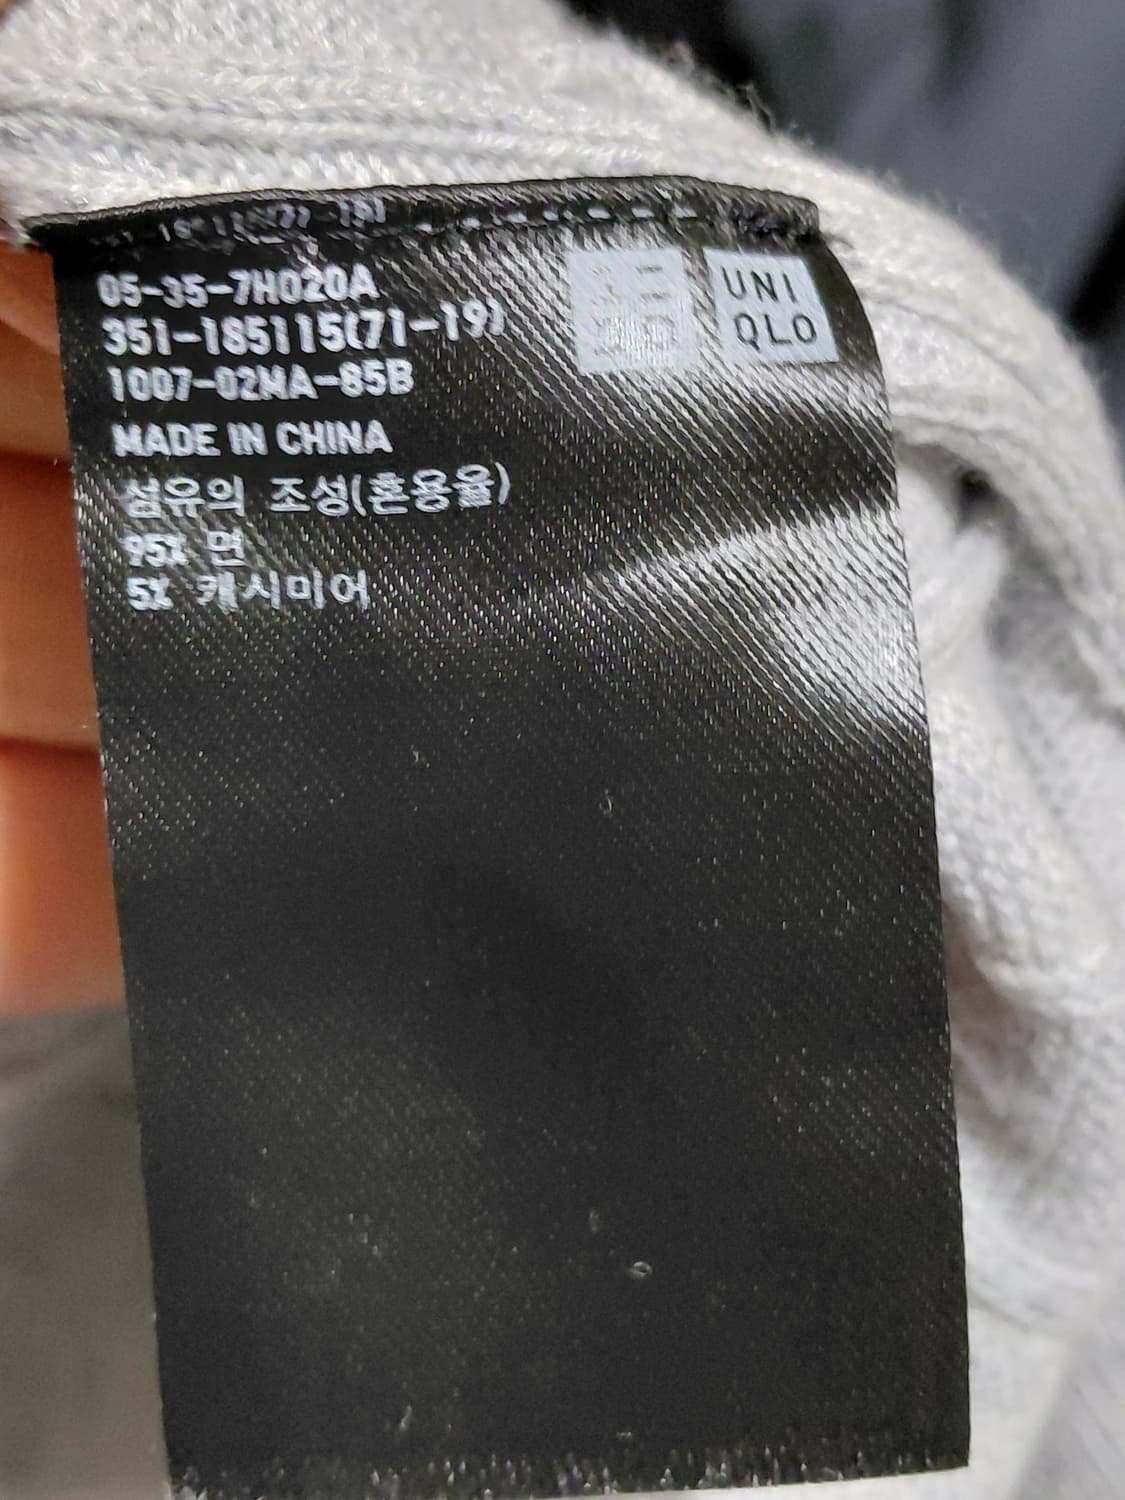 05-35-7H020A
351-185115(71-19)
1007-02MA-85B
MADE IN CHINA
섬유의 조성(혼용율)
95% 면
5% 캐시미어
UNI
QLO